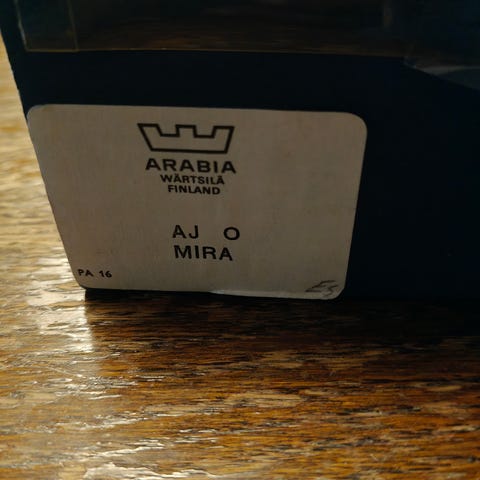 ARABIA
WÄRTSILÄ
FINLAND
AJ O
MIRA
PA 16